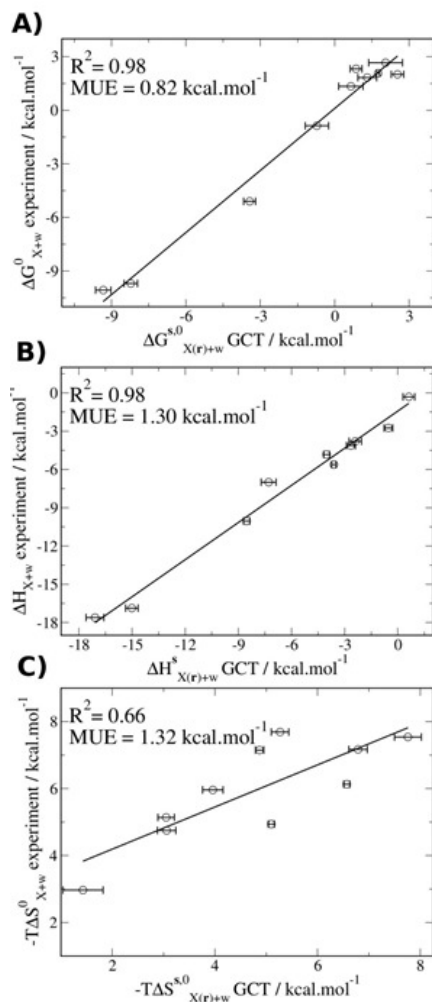 A)
R² = 0.98
MUE = 0.82 kcal.mol⁻¹
ΔG⁰X+w experiment / kcal.mol⁻¹
3
0
-3
-6
-9
-9 -6 -3 0 3
ΔGˢ,⁰X(r)+w GCT / kcal.mol⁻¹
B)
R² = 0.98
MUE = 1.30 kcal.mol⁻¹
ΔHX+w experiment / kcal.mol⁻¹
0
-3
-6
-9
-12
-15
-18
-18 -15 -12 -9 -6 -3 0
ΔHˢX(r)+w GCT / kcal.mol⁻¹
C)
R² = 0.66
MUE = 1.32 kcal.mol⁻¹
-TΔS⁰X+w experiment / kcal.mol⁻¹
8
6
4
2
2 4 6 8
-TΔSˢ,⁰X(r)+w GCT / kcal.mol⁻¹